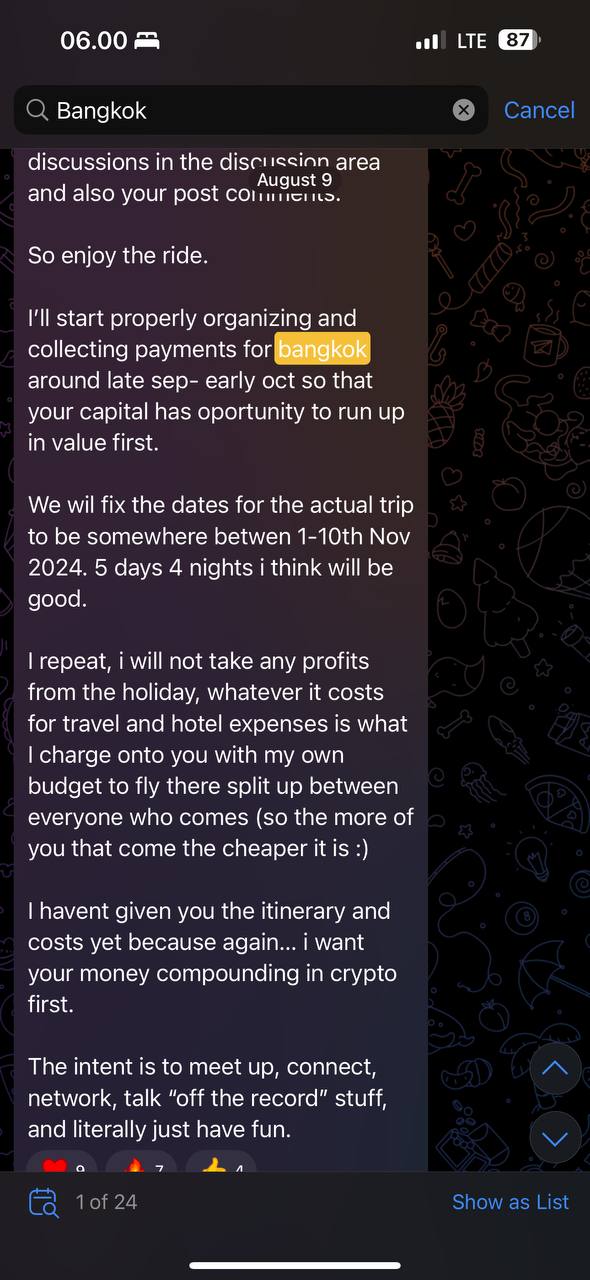 06.00
LTE
87
Bangkok
Cancel
discussions in the discussion area
August 9
and also your post comments.
So enjoy the ride.
I’ll start properly organizing and
collecting payments for bangkok
around late sep- early oct so that
your capital has oportunity to run up
in value first.
We wil fix the dates for the actual trip
to be somewhere betwen 1-10th Nov
2024. 5 days 4 nights i think will be
good.
I repeat, i will not take any profits
from the holiday, whatever it costs
for travel and hotel expenses is what
I charge onto you with my own
budget to fly there split up between
everyone who comes (so the more of
you that come the cheaper it is :)
I havent given you the itinerary and
costs yet because again... i want
your money compounding in crypto
first.
The intent is to meet up, connect,
network, talk “off the record” stuff,
and literally just have fun.
9 7 4
1 of 24
Show as List